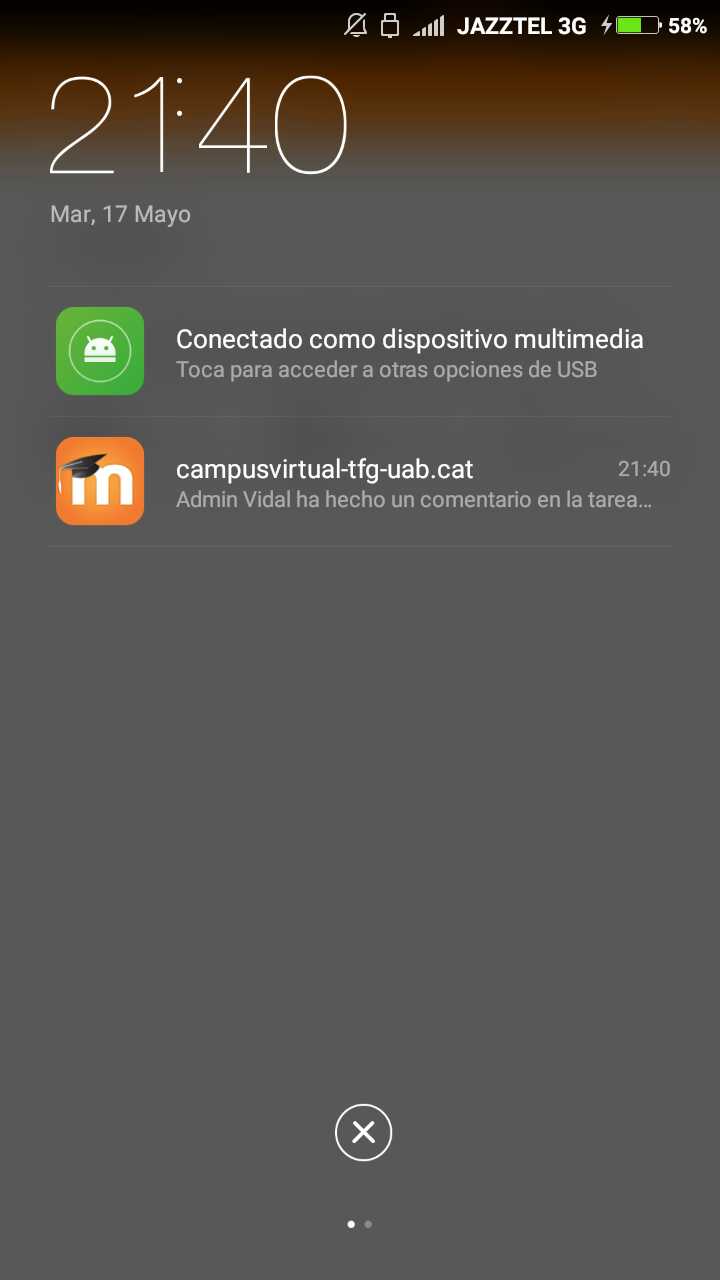 JAZZTEL 3G 58%
21:40
Mar, 17 Mayo
Conectado como dispositivo multimedia
Toca para acceder a otras opciones de USB
campusvirtual-tfg-uab.cat 21:40
Admin Vidal ha hecho un comentario en la tarea...